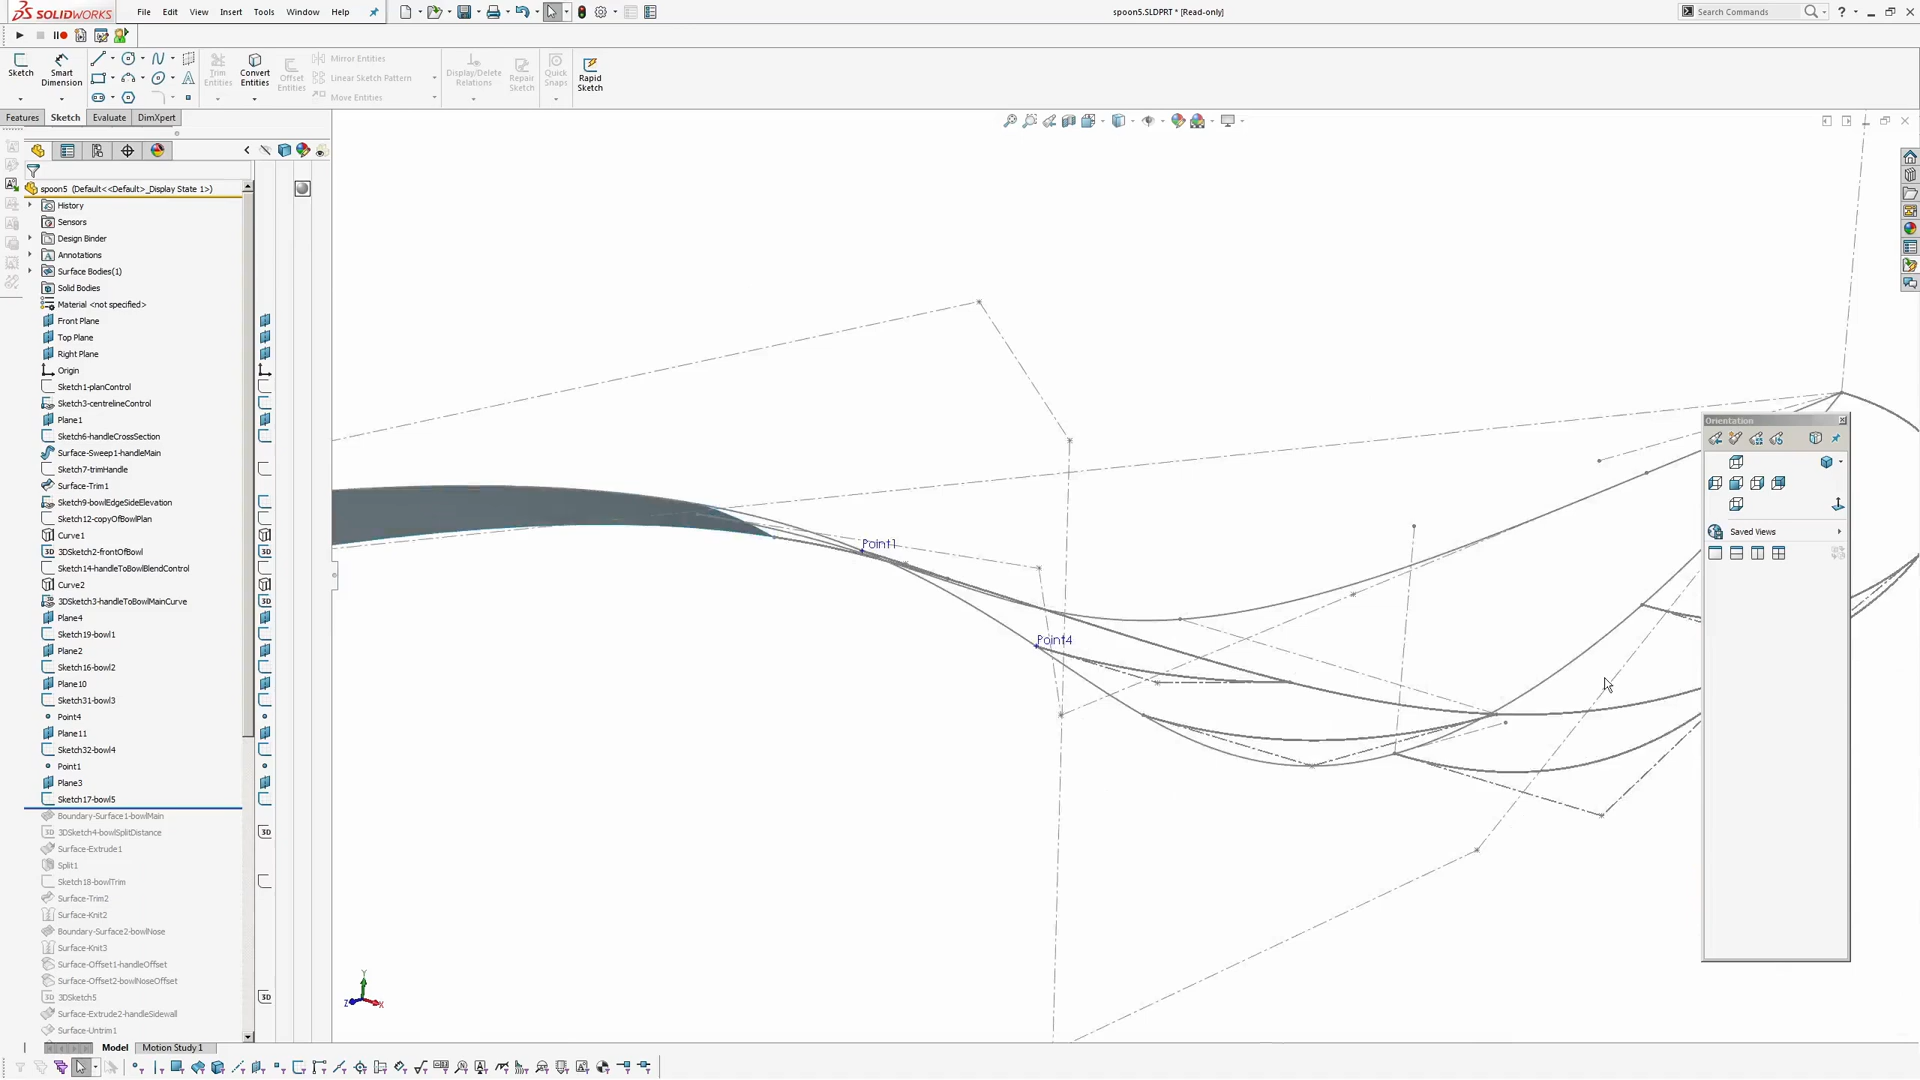 SOLIDWORKS
File Edit View Insert Tools Window Help
spoon5.SLDPRT * [Read-only]
Search Commands
Sketch
Smart Dimension
Trim Entities
Convert Entities
Offset Entities
Mirror Entities
Linear Sketch Pattern
Move Entities
Display/Delete Relations
Repair Sketch
Quick Snaps
Rapid Sketch
Features Sketch Evaluate DimXpert
spoon5 (Default<<Default>_Display State 1>)
History
Sensors
Design Binder
Annotations
Surface Bodies(1)
Solid Bodies
Material <not specified>
Front Plane
Top Plane
Right Plane
Origin
Sketch1-planControl
Sketch3-centrelineControl
Plane1
Sketch6-handleCrossSection
Surface-Sweep1-handleMain
Sketch7-trimHandle
Surface-Trim1
Sketch9-bowlEdgeSideElevation
Sketch12-copyOfBowlPlan
Curve1
3DSketch2-frontOfBowl
Sketch14-handleToBowlBlendControl
Curve2
3DSketch3-handleToBowlMainCurve
Plane4
Sketch19-bowl1
Plane2
Sketch16-bowl2
Plane10
Sketch31-bowl3
Point4
Plane11
Sketch32-bowl4
Point1
Plane3
Sketch17-bowl5
Boundary-Surface1-bowlMain
3DSketch4-bowlSplitDistance
Surface-Extrude1
Split1
Sketch18-bowlTrim
Surface-Trim2
Surface-Knit2
Boundary-Surface2-bowlNose
Surface-Knit3
Surface-Offset1-handleOffset
Surface-Offset2-bowlNoseOffset
3DSketch5
Surface-Extrude2-handleSidewall
Surface-Untrim1
Point1
Point4
Orientation
Saved Views
Y
Z
X
Model Motion Study 1